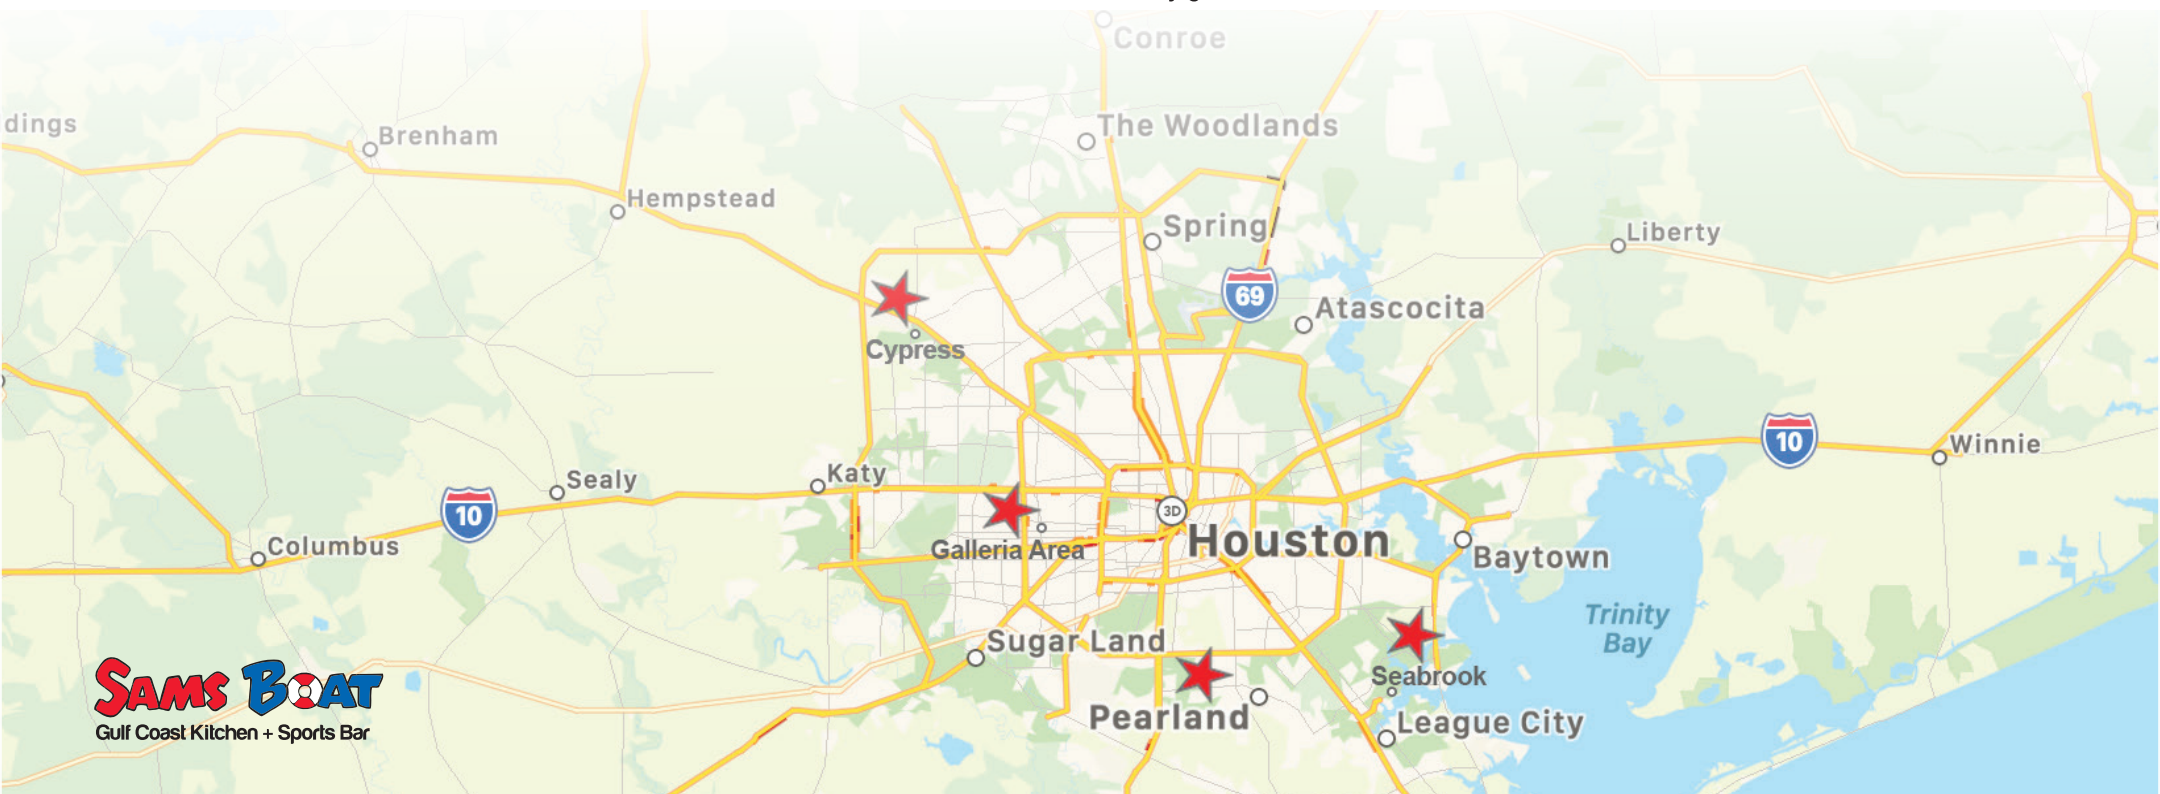 Conroe
dings
Brenham
The Woodlands
Hempstead
Spring
Liberty
69
Atascocita
Cypress
10
Winnie
Katy
Sealy
10
3D
Houston
Galleria Area
Columbus
Baytown
Trinity
Bay
Sugar Land
Seabrook
SAMS BOAT
Pearland
League City
Gulf Coast Kitchen + Sports Bar